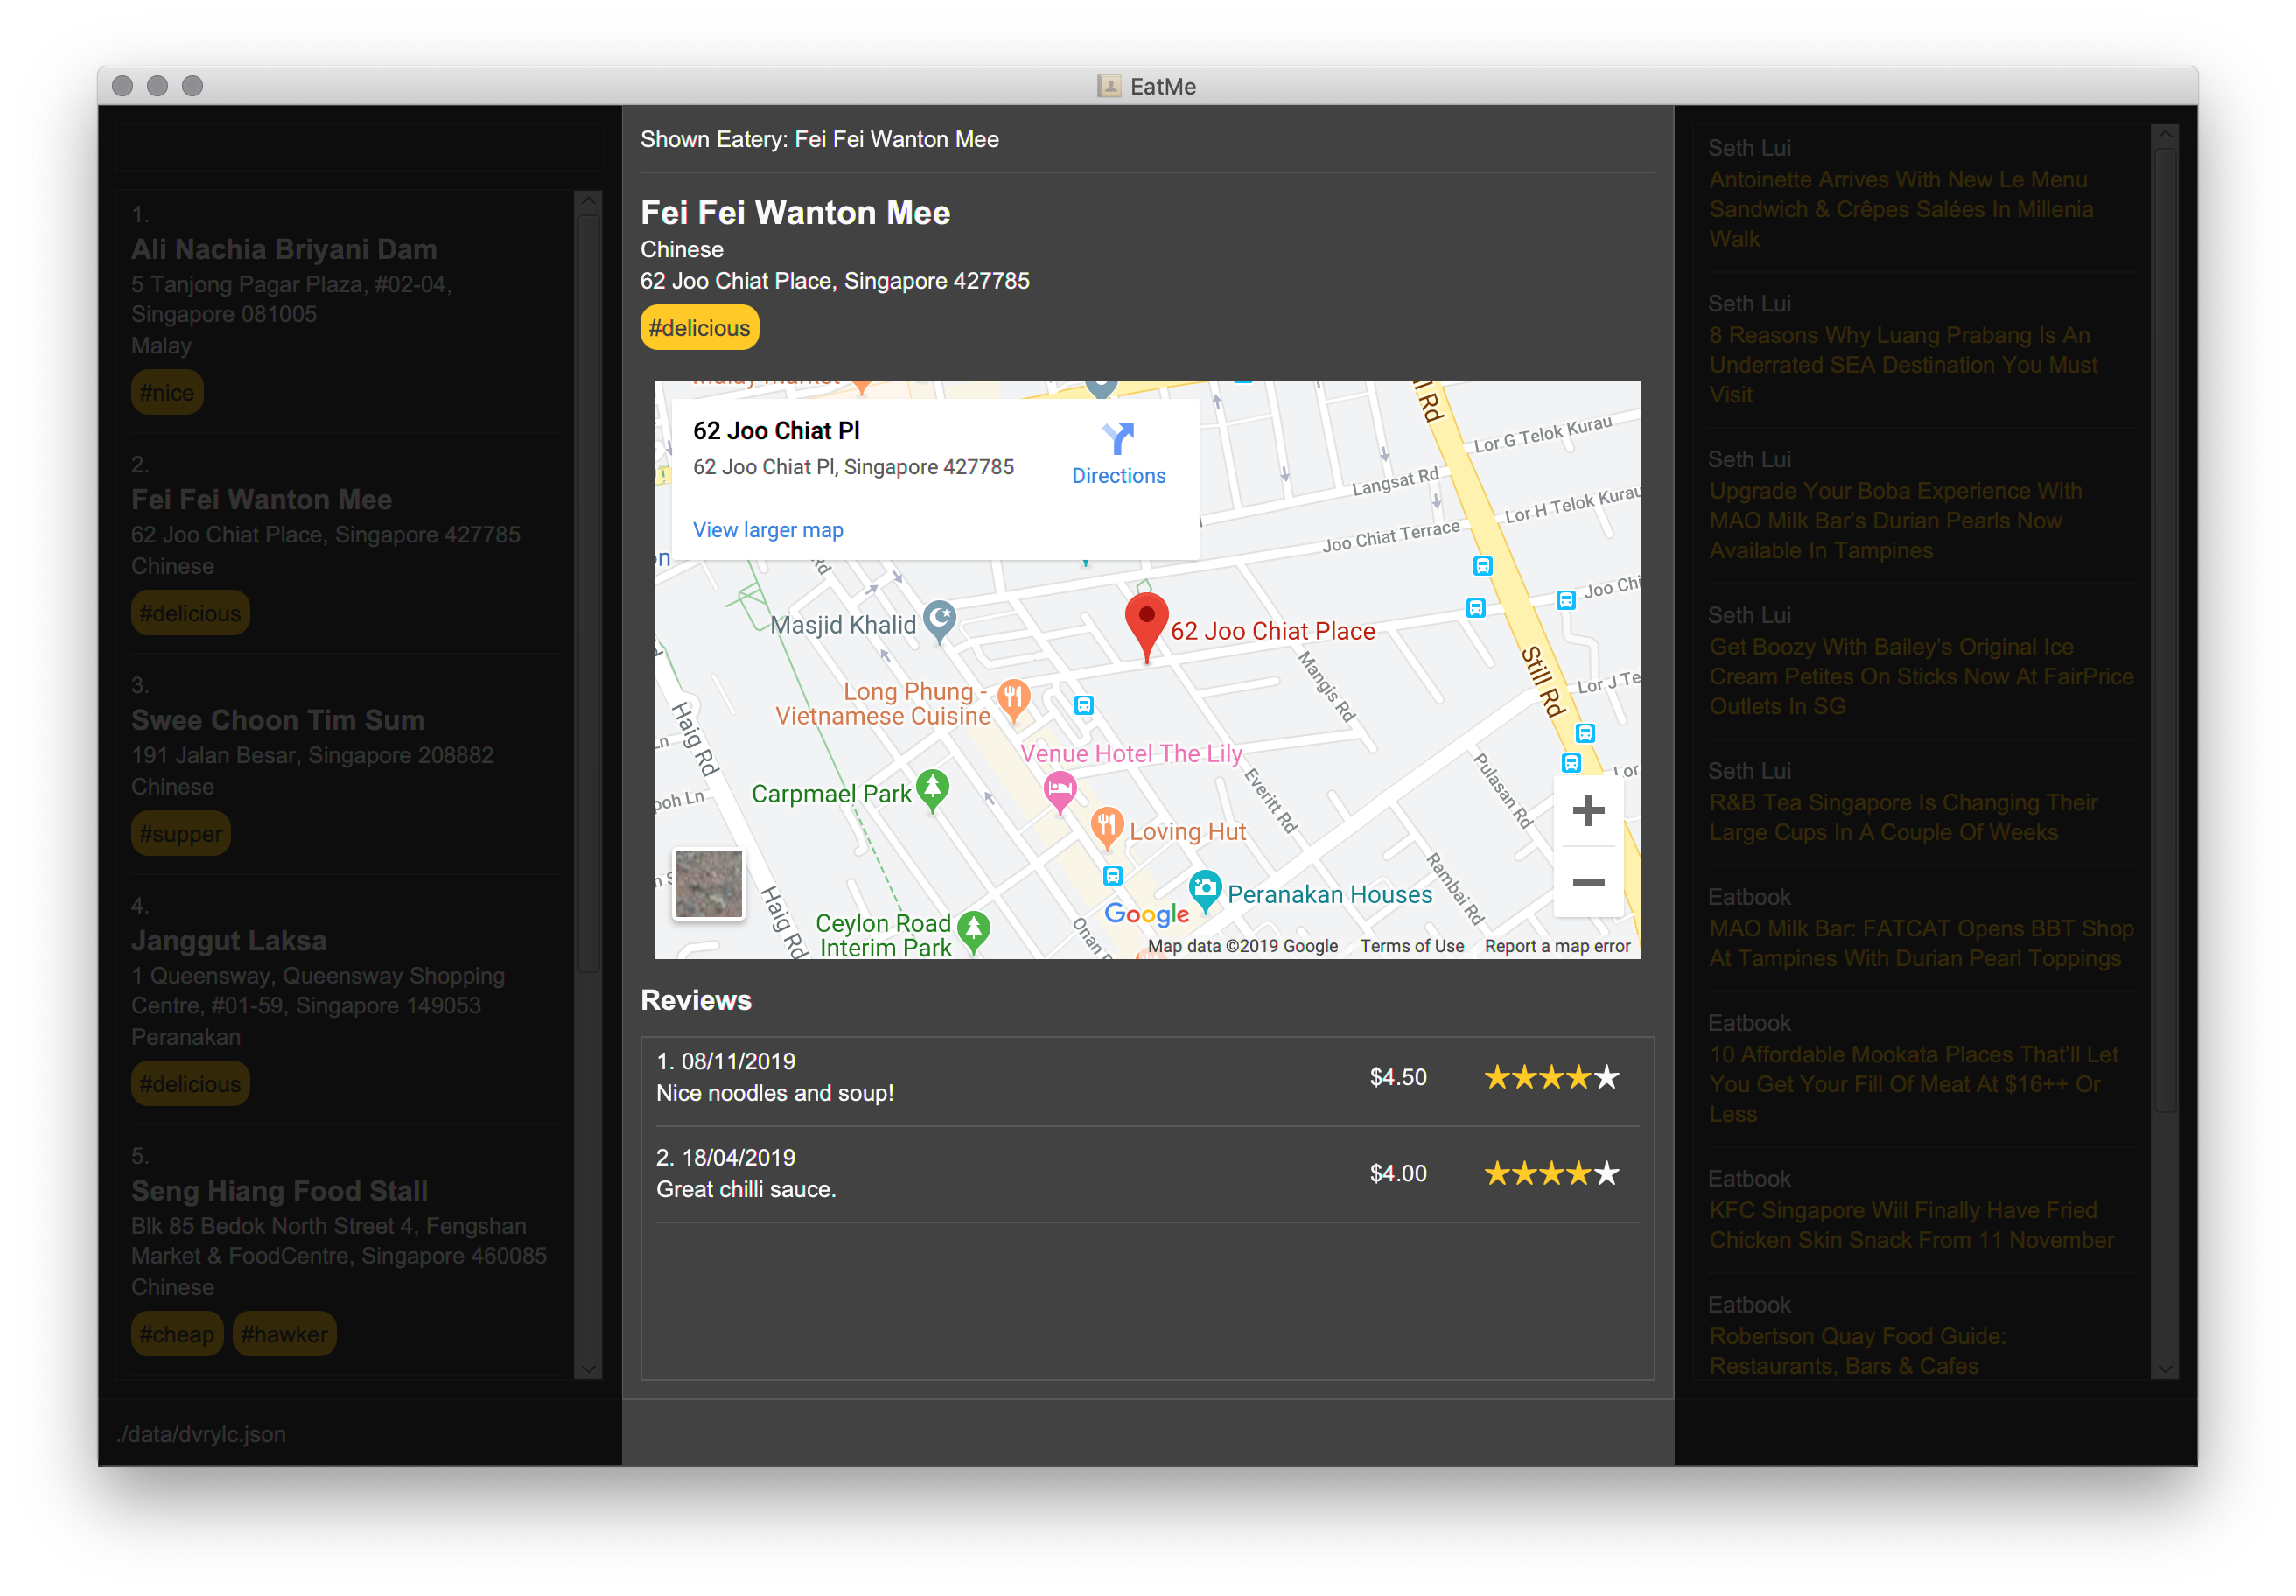 EatMe
1.
Ali Nachia Briyani Dam
5 Tanjong Pagar Plaza, #02-04,
Singapore 081005
Malay
#nice
2.
Fei Fei Wanton Mee
62 Joo Chiat Place, Singapore 427785
Chinese
#delicious
3.
Swee Choon Tim Sum
191 Jalan Besar, Singapore 208882
Chinese
#supper
4.
Janggut Laksa
1 Queensway, Queensway Shopping
Centre, #01-59, Singapore 149053
Peranakan
#delicious
5.
Seng Hiang Food Stall
Blk 85 Bedok North Street 4, Fengshan
Market & FoodCentre, Singapore 460085
Chinese
#cheap #hawker
./data/dvrylc.json
Shown Eatery: Fei Fei Wanton Mee
Fei Fei Wanton Mee
Chinese
62 Joo Chiat Place, Singapore 427785
#delicious
62 Joo Chiat Pl
62 Joo Chiat Pl, Singapore 427785
Directions
View larger map
Lor G Telok Kurau
Langsat Rd
Lor H Telok Kurau
Joo Chiat Terrace
Joo Chi
Masjid Khalid
62 Joo Chiat Place
Mangis Rd
Still Rd
Lor J Te
Long Phung -
Vietnamese Cuisine
Haig Rd
Venue Hotel The Lily
Everitt Rd
Pulasan Rd
Lor
Carpmael Park
poh Ln
Loving Hut
Rambai Rd
Peranakan Houses
Haig Rd
Ceylon Road
Interim Park
Onan R
Google
Map data ©2019 Google Terms of Use Report a map error
Reviews
1. 08/11/2019
Nice noodles and soup!
$4.50
2. 18/04/2019
Great chilli sauce.
$4.00
Seth Lui
Antoinette Arrives With New Le Menu
Sandwich & Crêpes Salées In Millenia
Walk
Seth Lui
8 Reasons Why Luang Prabang Is An
Underrated SEA Destination You Must
Visit
Seth Lui
Upgrade Your Boba Experience With
MAO Milk Bar's Durian Pearls Now
Available In Tampines
Seth Lui
Get Boozy With Bailey's Original Ice
Cream Petites On Sticks Now At FairPrice
Outlets In SG
Seth Lui
R&B Tea Singapore Is Changing Their
Large Cups In A Couple Of Weeks
Eatbook
MAO Milk Bar: FATCAT Opens BBT Shop
At Tampines With Durian Pearl Toppings
Eatbook
10 Affordable Mookata Places That'll Let
You Get Your Fill Of Meat At $16++ Or
Less
Eatbook
KFC Singapore Will Finally Have Fried
Chicken Skin Snack From 11 November
Eatbook
Robertson Quay Food Guide:
Restaurants, Bars & Cafes